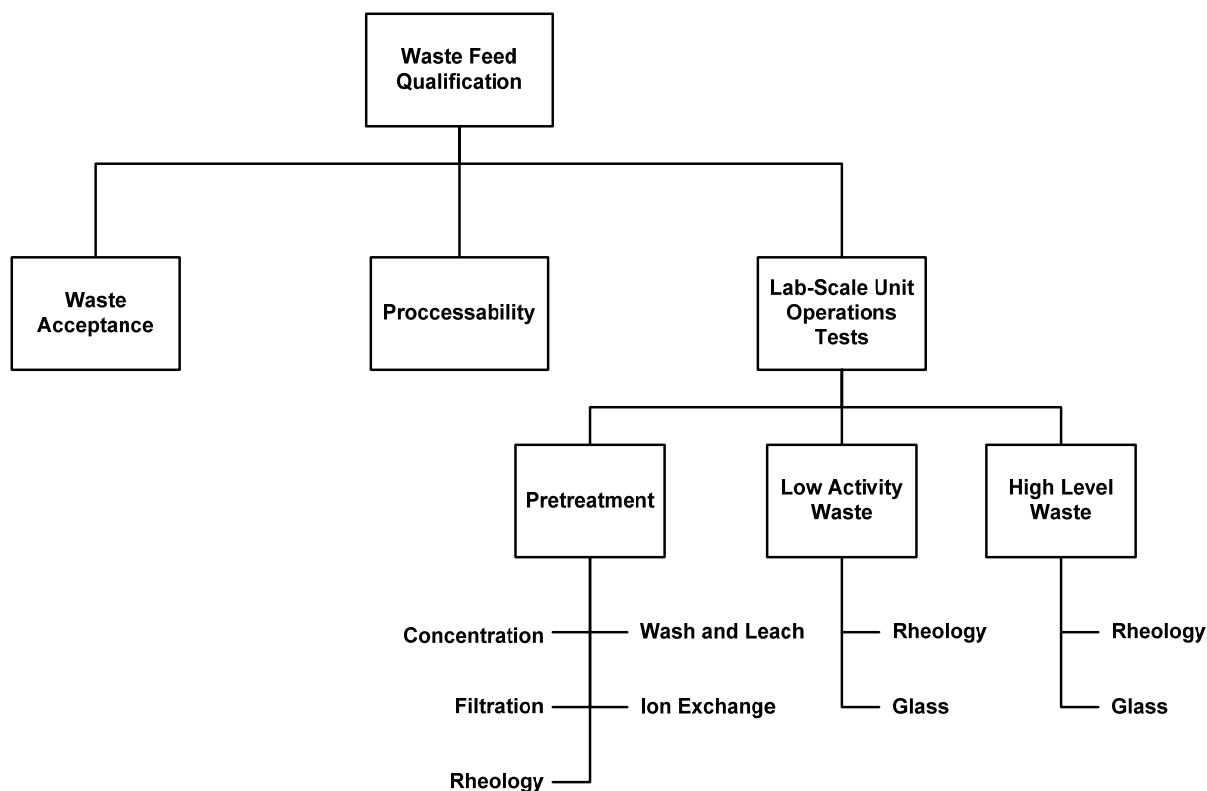 Waste Feed
Qualification
Waste
Acceptance
Proccessability
Lab-Scale Unit
Operations
Tests
Pretreatment
Low Activity
Waste
High Level
Waste
Concentration
Wash and Leach
Rheology
Rheology
Filtration
Ion Exchange
Glass
Glass
Rheology